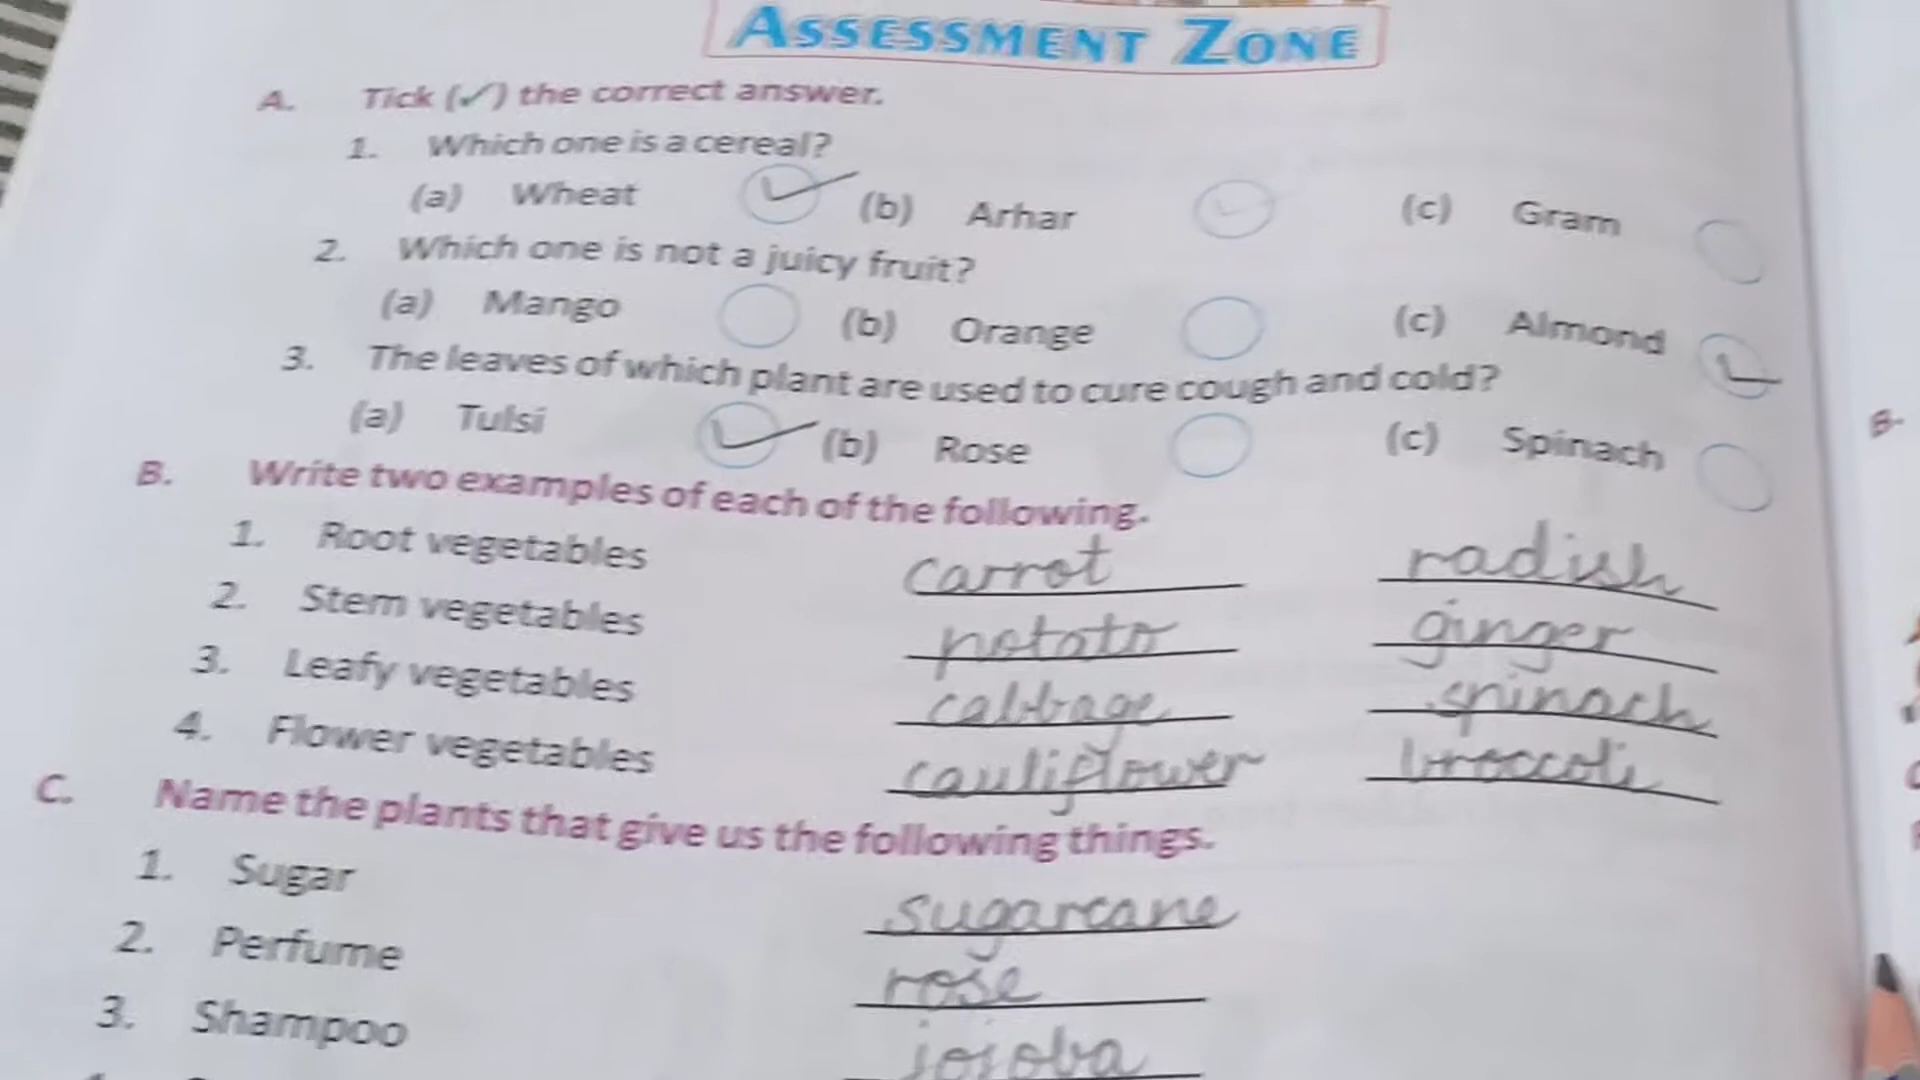 ASSESSMENT ZONE
A. Tick (✓) the correct answer.
1. Which one is a cereal?
(a) Wheat ✓ (b) Arhar (c) Gram
2. Which one is not a juicy fruit?
(a) Mango (b) Orange (c) Almond ✓
3. The leaves of which plant are used to cure cough and cold?
(a) Tulsi ✓ (b) Rose (c) Spinach
B. Write two examples of each of the following.
1. Root vegetables carrot radish
2. Stem vegetables potato ginger
3. Leafy vegetables cabbage spinach
4. Flower vegetables cauliflower broccoli
C. Name the plants that give us the following things.
1. Sugar sugarcane
2. Perfume rose
3. Shampoo jojoba
B-